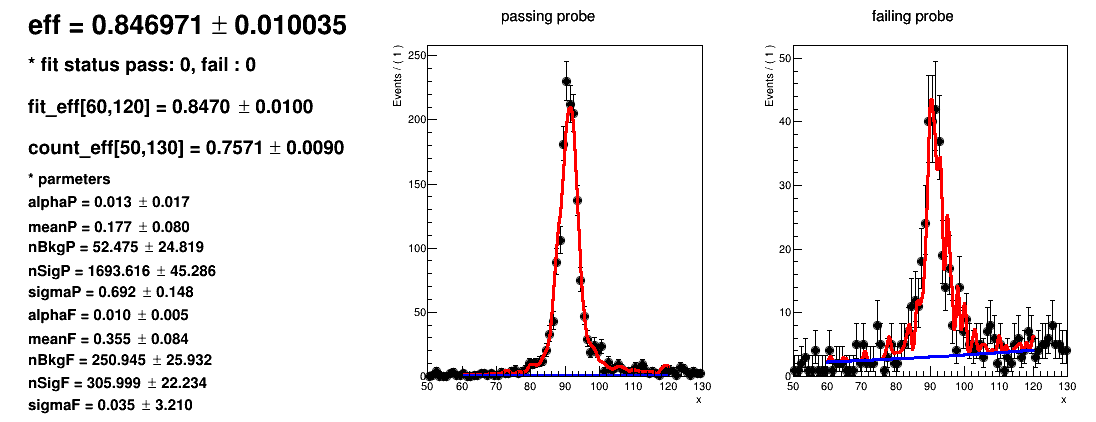 eff = 0.846971 ± 0.010035
* fit status pass: 0, fail : 0
fit_eff[60,120] = 0.8470 ± 0.0100
count_eff[50,130] = 0.7571 ± 0.0090
* parmeters
alphaP = 0.013 ± 0.017
meanP = 0.177 ± 0.080
nBkgP = 52.475 ± 24.819
nSigP = 1693.616 ± 45.286
sigmaP = 0.692 ± 0.148
alphaF = 0.010 ± 0.005
meanF = 0.355 ± 0.084
nBkgF = 250.945 ± 25.932
nSigF = 305.999 ± 22.234
sigmaF = 0.035 ± 3.210
passing probe
Events / ( 1 )
250
200
150
100
50
0
50 60 70 80 90 100 110 120 130
x
failing probe
Events / ( 1 )
50
40
30
20
10
0
50 60 70 80 90 100 110 120 130
x